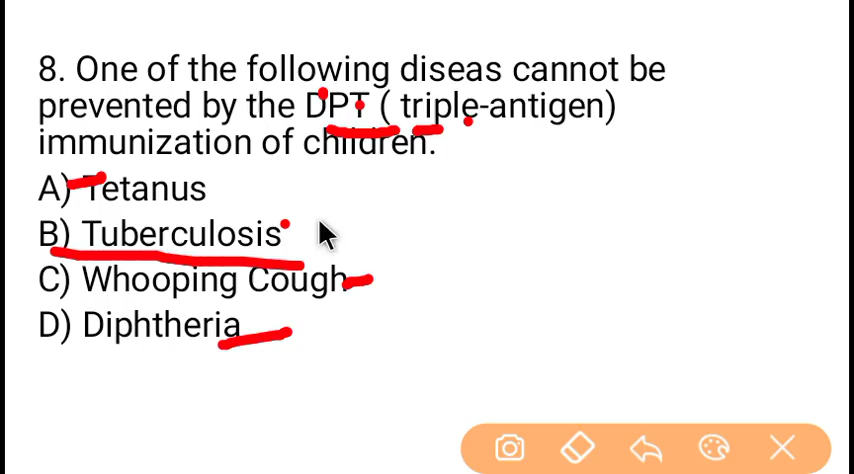 8. One of the following diseas cannot be
prevented by the DPT ( triple-antigen)
immunization of children.
A) Tetanus
B) Tuberculosis
C) Whooping Cough
D) Diphtheria